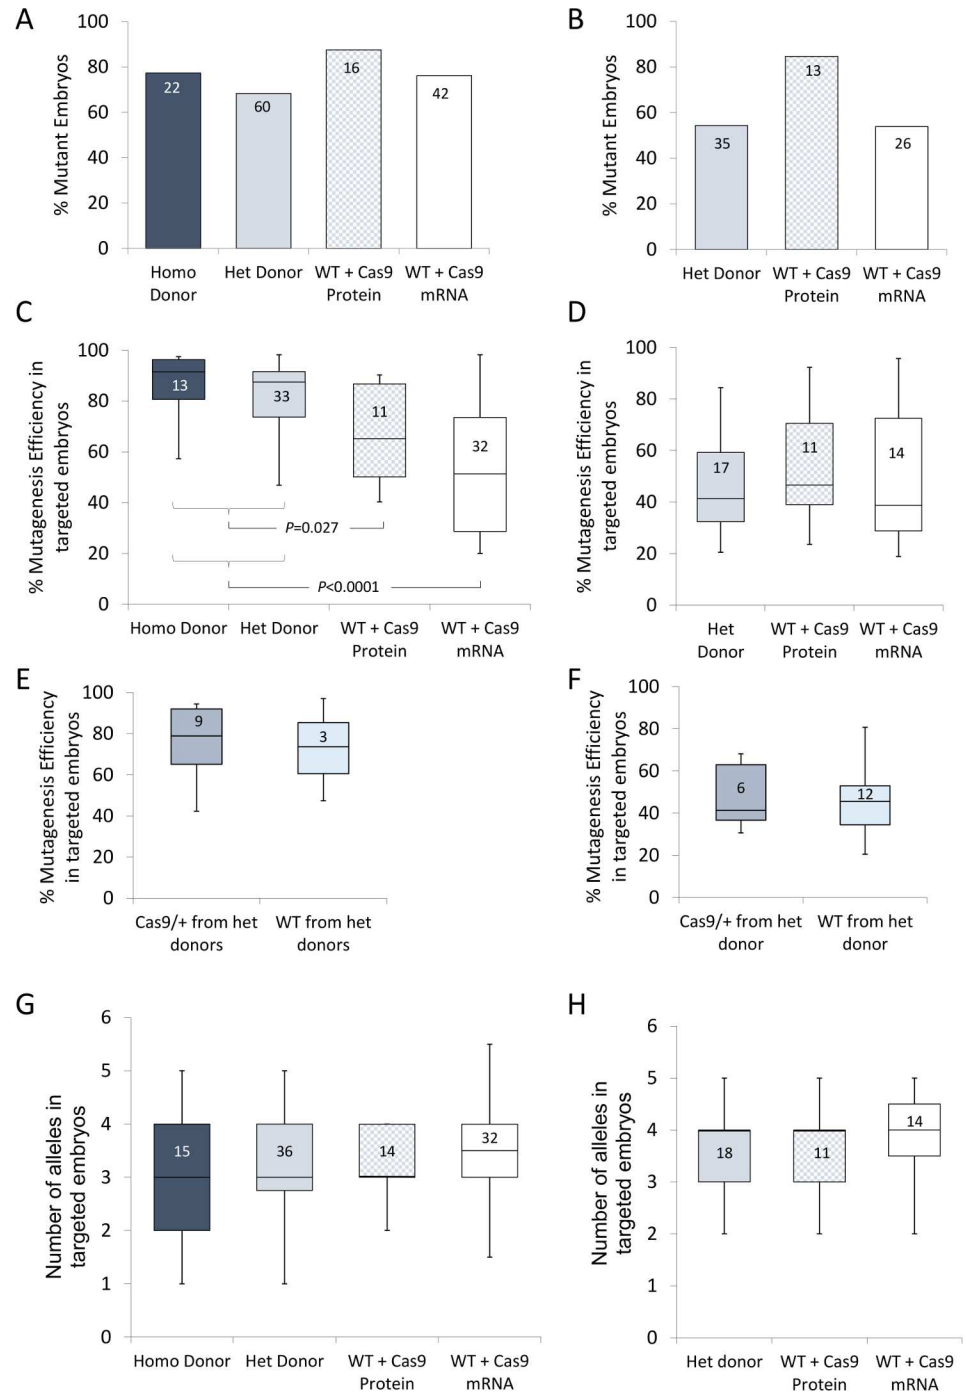 A
% Mutant Embryos
100
80
60
40
20
0
22
60
16
42
Homo
Donor
Het Donor
WT + Cas9
Protein
WT + Cas9
mRNA
B
% Mutant Embryos
100
80
60
40
20
0
35
13
26
Het Donor
WT + Cas9
Protein
WT + Cas9
mRNA
C
% Mutagenesis Efficiency in
targeted embryos
100
80
60
40
20
0
13
33
11
32
P=0.027
P<0.0001
Homo Donor
Het Donor
WT + Cas9
Protein
WT + Cas9
mRNA
D
% Mutagenesis Efficiency in
targeted embryos
100
80
60
40
20
0
17
11
14
Het
Donor
WT + Cas9
Protein
WT + Cas9
mRNA
E
% Mutagenesis Efficiency
in targeted embryos
100
80
60
40
20
0
9
3
Cas9/+ from het
donors
WT from het
donors
F
% Mutagenesis Efficiency
in targeted embryos
100
80
60
40
20
0
6
12
Cas9/+ from het
donor
WT from het
donor
G
Number of alleles in
targeted embryos
6
5
4
3
2
1
0
15
36
14
32
Homo Donor
Het Donor
WT + Cas9
Protein
WT + Cas9
mRNA
H
Number of alleles in
targeted embryos
6
5
4
3
2
1
0
18
11
14
Het donor
WT + Cas9
Protein
WT + Cas9
mRNA